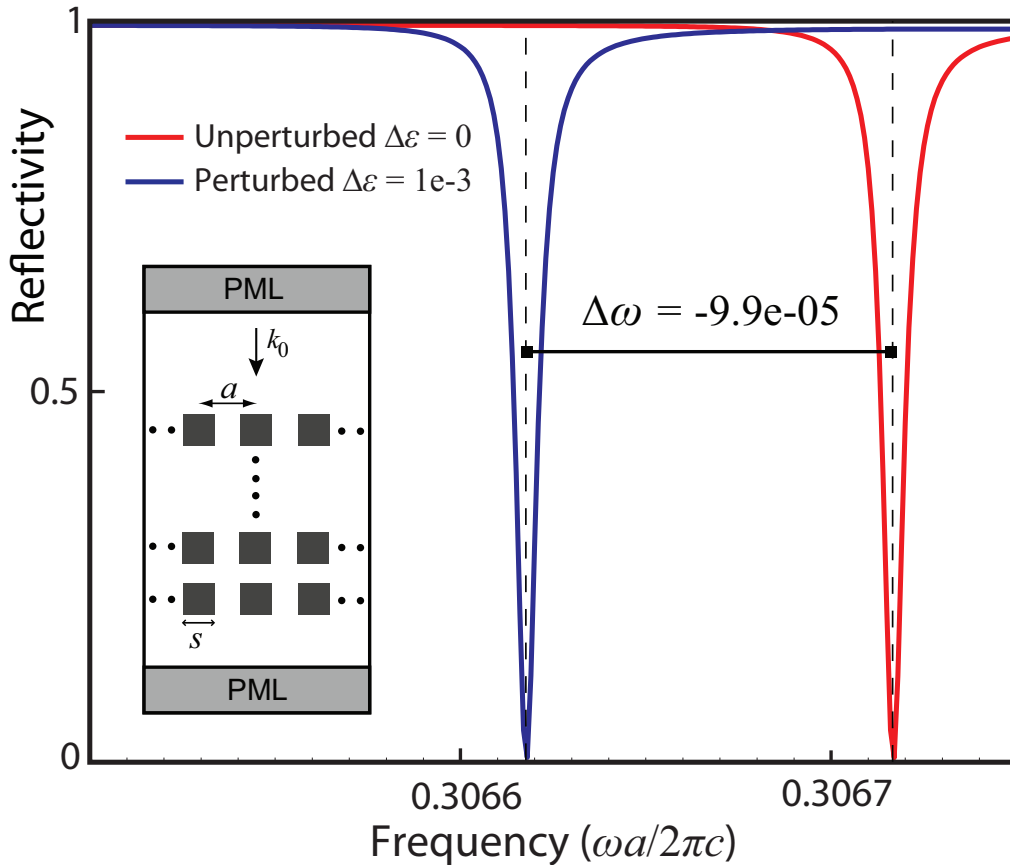 1
Reflectivity
Unperturbed Δε = 0
Perturbed Δε = 1e-3
PML
k₀
a
Δω = -9.9e-05
0.5
s
PML
0
0.3066
0.3067
Frequency (ωa/2πc)